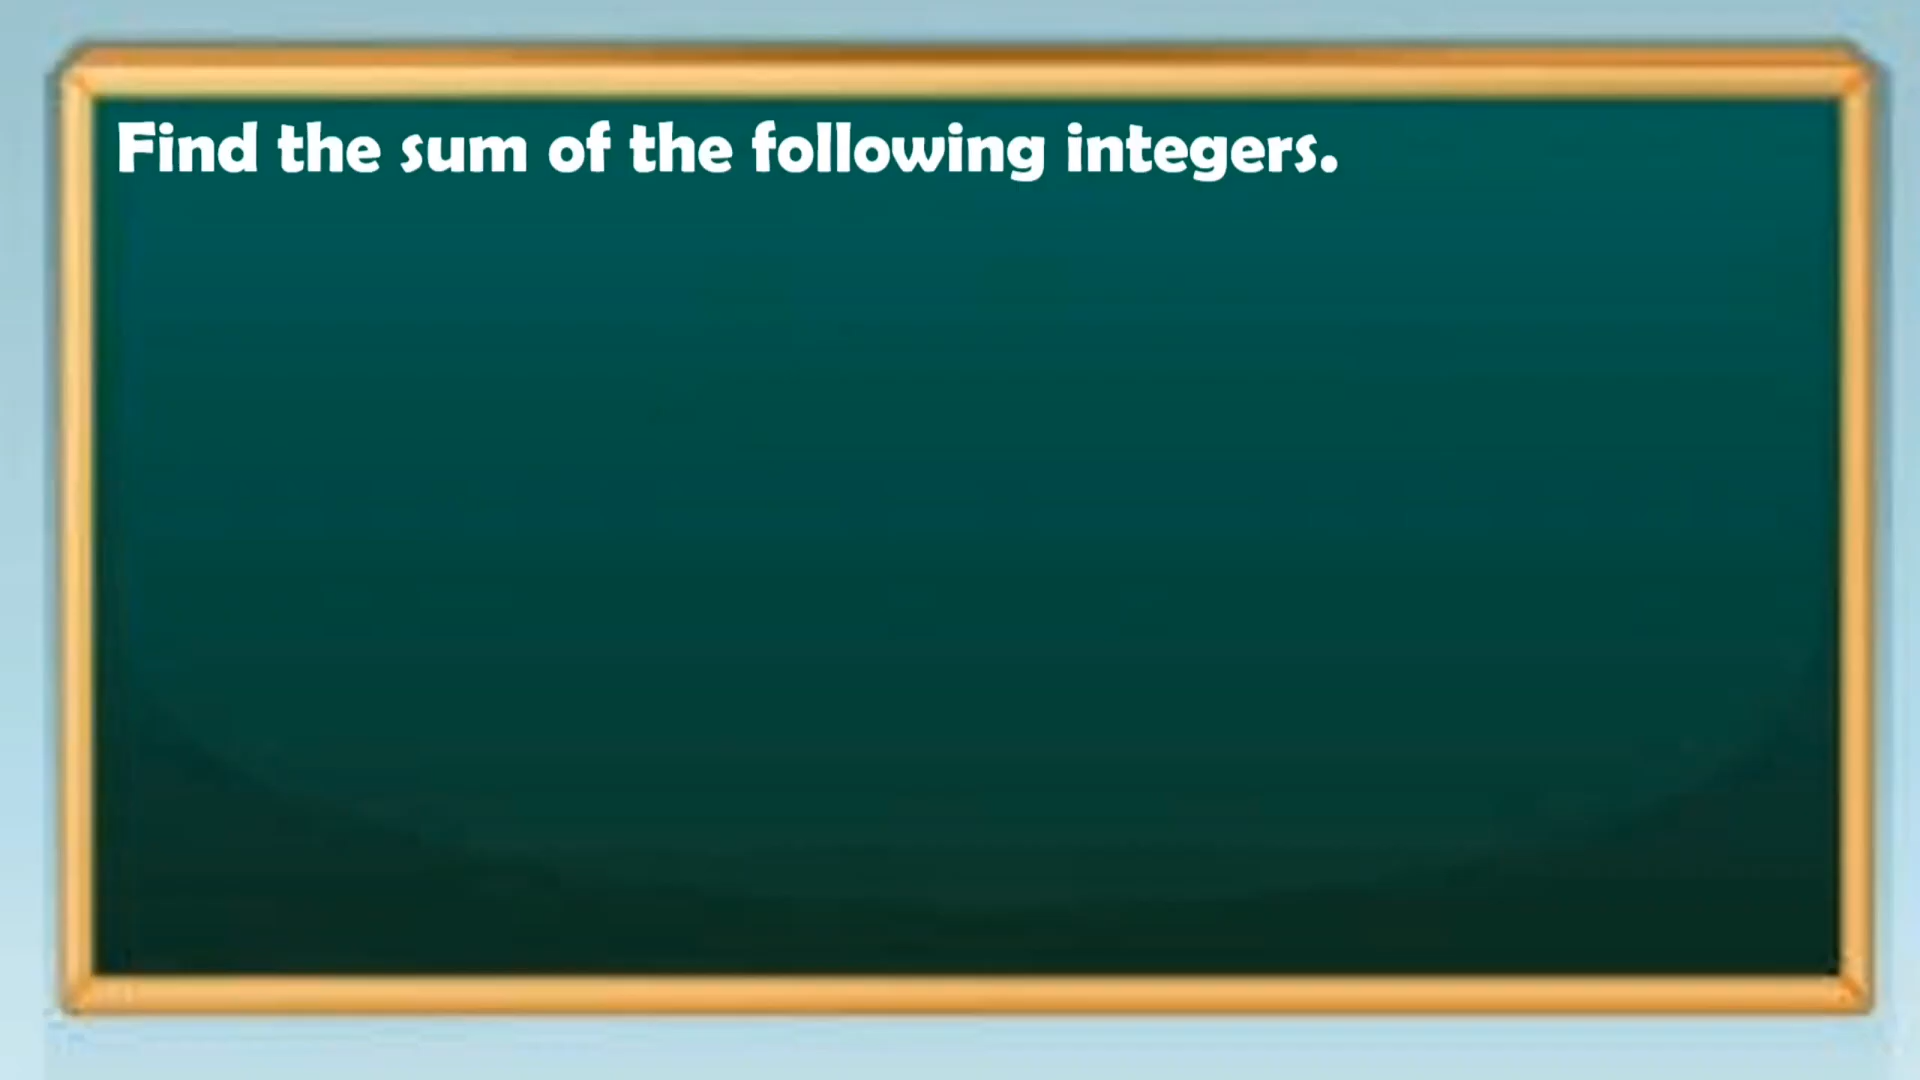 Find the sum of the following integers.